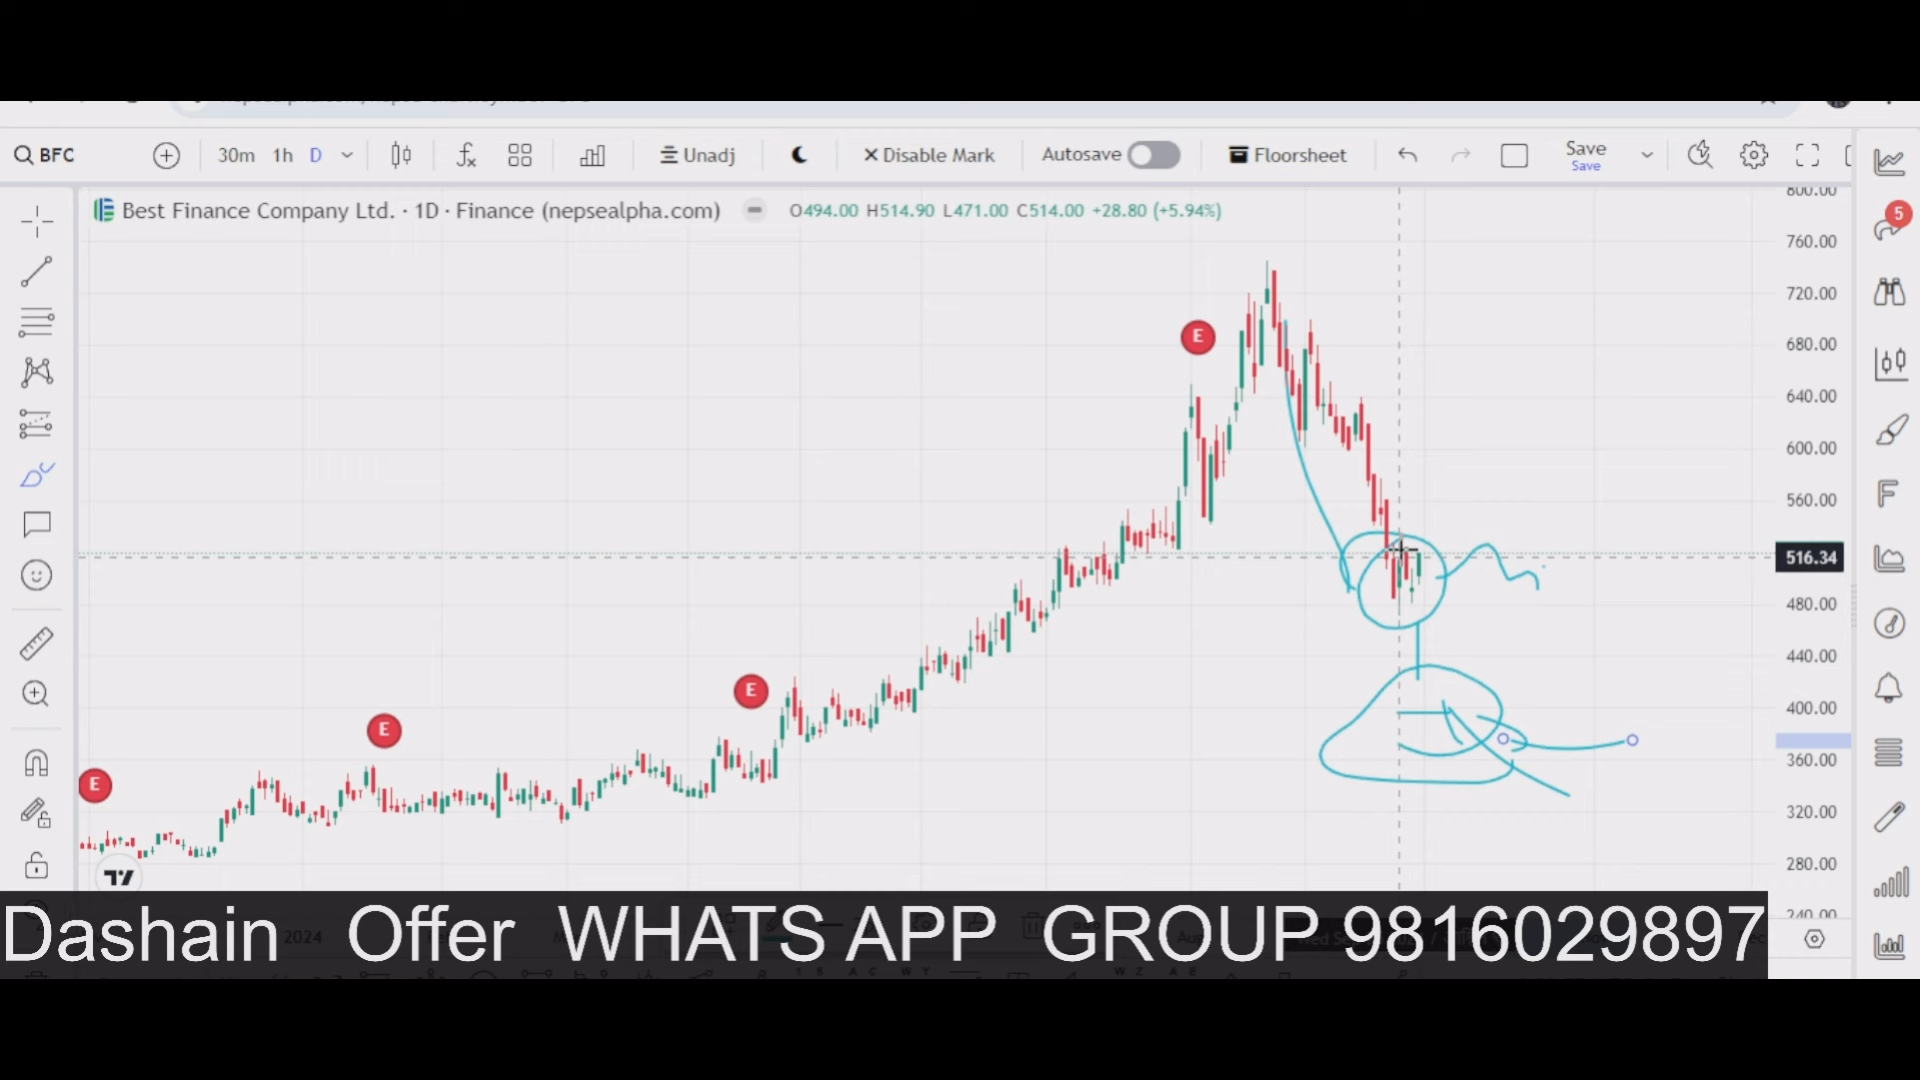 BFC 30m 1h D Unadj Disable Mark Autosave Floorsheet Save
Save
Best Finance Company Ltd. · 1D · Finance (nepsealpha.com) O494.00 H514.90 L471.00 C514.00 +28.80 (+5.94%)
800.00
5
760.00
720.00
E
680.00
640.00
600.00
F
560.00
516.34
480.00
440.00
E
400.00
E
360.00
E
320.00
280.00
240.00
2024
Dashain Offer WHATS APP GROUP 9816029897